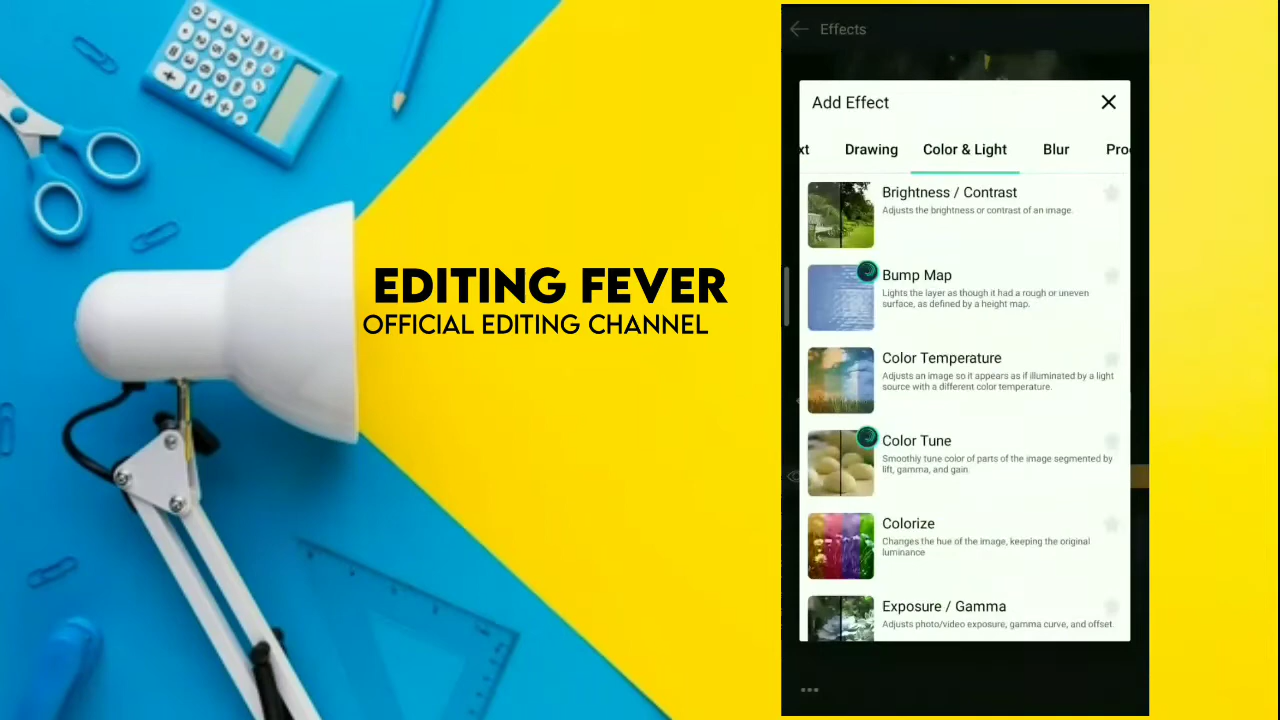 EDITING FEVER
OFFICIAL EDITING CHANNEL
Effects
Add Effect
xt Drawing Color & Light Blur Pro
Brightness / Contrast
Adjusts the brightness or contrast of an image.
Bump Map
Lights the layer as though it had a rough or uneven
surface, as defined by a height map.
Color Temperature
Adjusts an image so it appears as if illuminated by a light
source with a different color temperature.
Color Tune
Smoothly tune color of parts of the image segmented by
lift, gamma, and gain
Colorize
Changes the hue of the image, keeping the original
luminance
Exposure / Gamma
Adjusts photo/video exposure, gamma curve, and offset